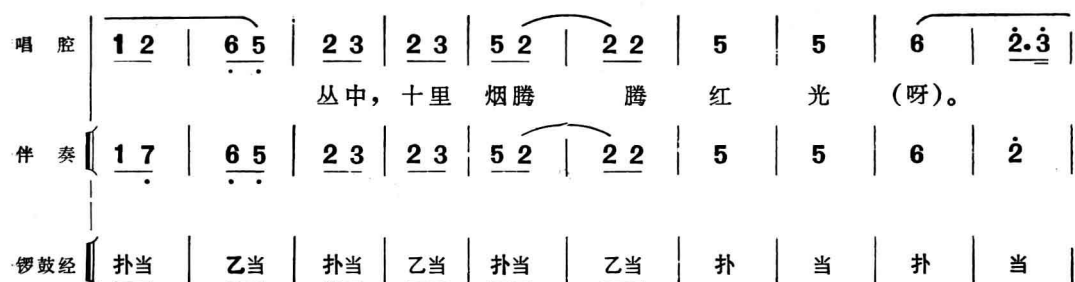 唱腔 | 1 2 | 6̣ 5̣ | 2 3 | 2 3 | 5 2 | 2 2 | 5 | 5 | 6 | 2̇.3̇ |
丛中，十里 烟腾 腾 红 光 （呀）。
伴奏 | 1 7̣ | 6̣ 5̣ | 2 3 | 2 3 | 5 2 | 2 2 | 5 | 5 | 6 | 2̇ |
锣鼓经 | 扑当 | 乙当 | 扑当 | 乙当 | 扑当 | 乙当 | 扑 | 当 | 扑 | 当 |